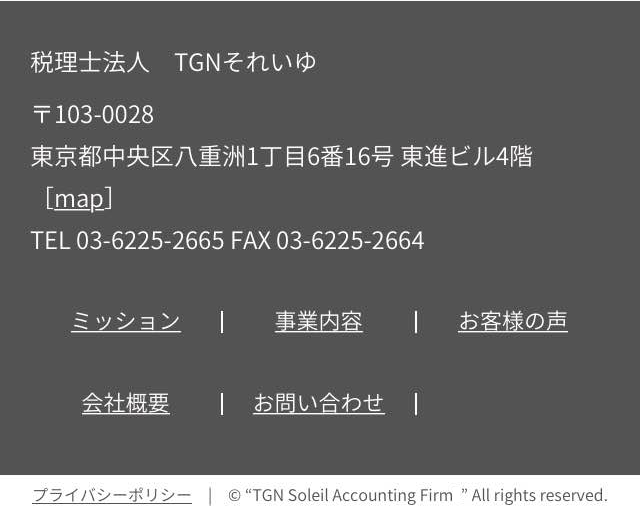 税理士法人　TGNそれいゆ
〒103-0028
東京都中央区八重洲1丁目6番16号 東進ビル4階
［map］
TEL 03-6225-2665 FAX 03-6225-2664
ミッション | 事業内容 | お客様の声
会社概要 | お問い合わせ |
プライバシーポリシー | © “TGN Soleil Accounting Firm ” All rights reserved.